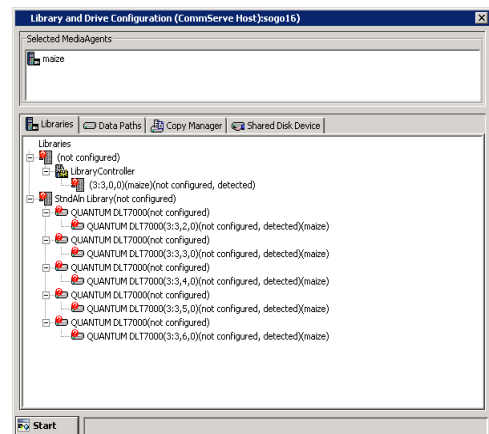 Library and Drive Configuration (CommServe Host):sogo16)
Selected MediaAgents
maize
Libraries
Data Paths
Copy Manager
Shared Disk Device
Libraries
(not configured)
LibraryController
(3:3,0,0)(maize)(not configured, detected)
StndAln Library(not configured)
QUANTUM DLT7000(not configured)
QUANTUM DLT7000(3:3,2,0)(not configured, detected)(maize)
QUANTUM DLT7000(not configured)
QUANTUM DLT7000(3:3,3,0)(not configured, detected)(maize)
QUANTUM DLT7000(not configured)
QUANTUM DLT7000(3:3,4,0)(not configured, detected)(maize)
QUANTUM DLT7000(not configured)
QUANTUM DLT7000(3:3,5,0)(not configured, detected)(maize)
QUANTUM DLT7000(not configured)
QUANTUM DLT7000(3:3,6,0)(not configured, detected)(maize)
Start